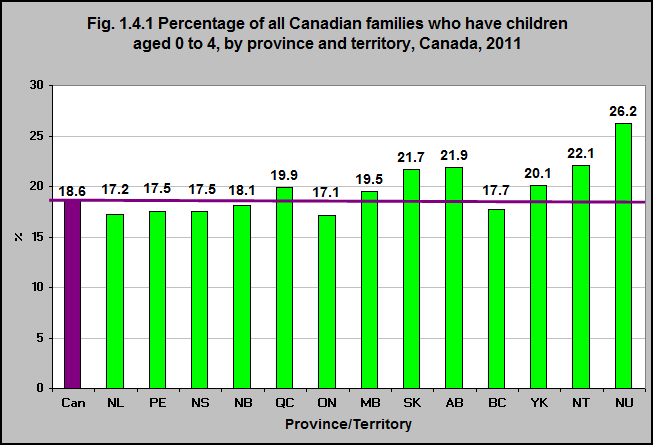 Fig. 1.4.1 Percentage of all Canadian families who have children
aged 0 to 4, by province and territory, Canada, 2011
30
25
20
15
10
5
0
%
18.6 17.2 17.5 17.5 18.1 19.9 17.1 19.5 21.7 21.9 17.7 20.1 22.1 26.2
Can NL PE NS NB QC ON MB SK AB BC YK NT NU
Province/Territory